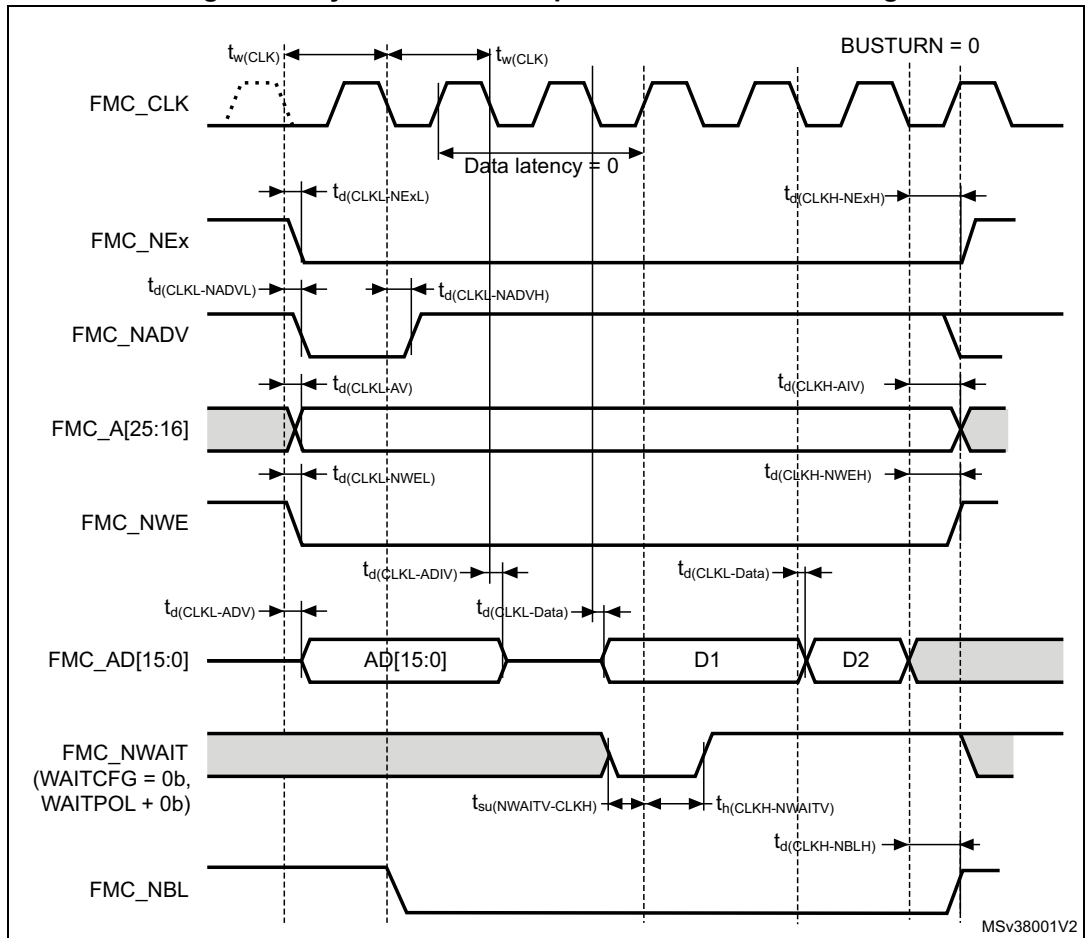 BUSTURN = 0
tw(CLK) tw(CLK)
FMC_CLK
Data latency = 0
td(CLKL-NExL) td(CLKH-NExH)
FMC_NEx
td(CLKL-NADVL) td(CLKL-NADVH)
FMC_NADV
td(CLKL-AV) td(CLKH-AIV)
FMC_A[25:16]
td(CLKL-NWEL) td(CLKH-NWEH)
FMC_NWE
td(CLKL-ADIV) td(CLKL-Data)
td(CLKL-ADV) td(CLKL-Data)
FMC_AD[15:0] AD[15:0] D1 D2
FMC_NWAIT
(WAITCFG = 0b,
WAITPOL + 0b)
tsu(NWAITV-CLKH) th(CLKH-NWAITV)
td(CLKH-NBLH)
FMC_NBL
MSv38001V2